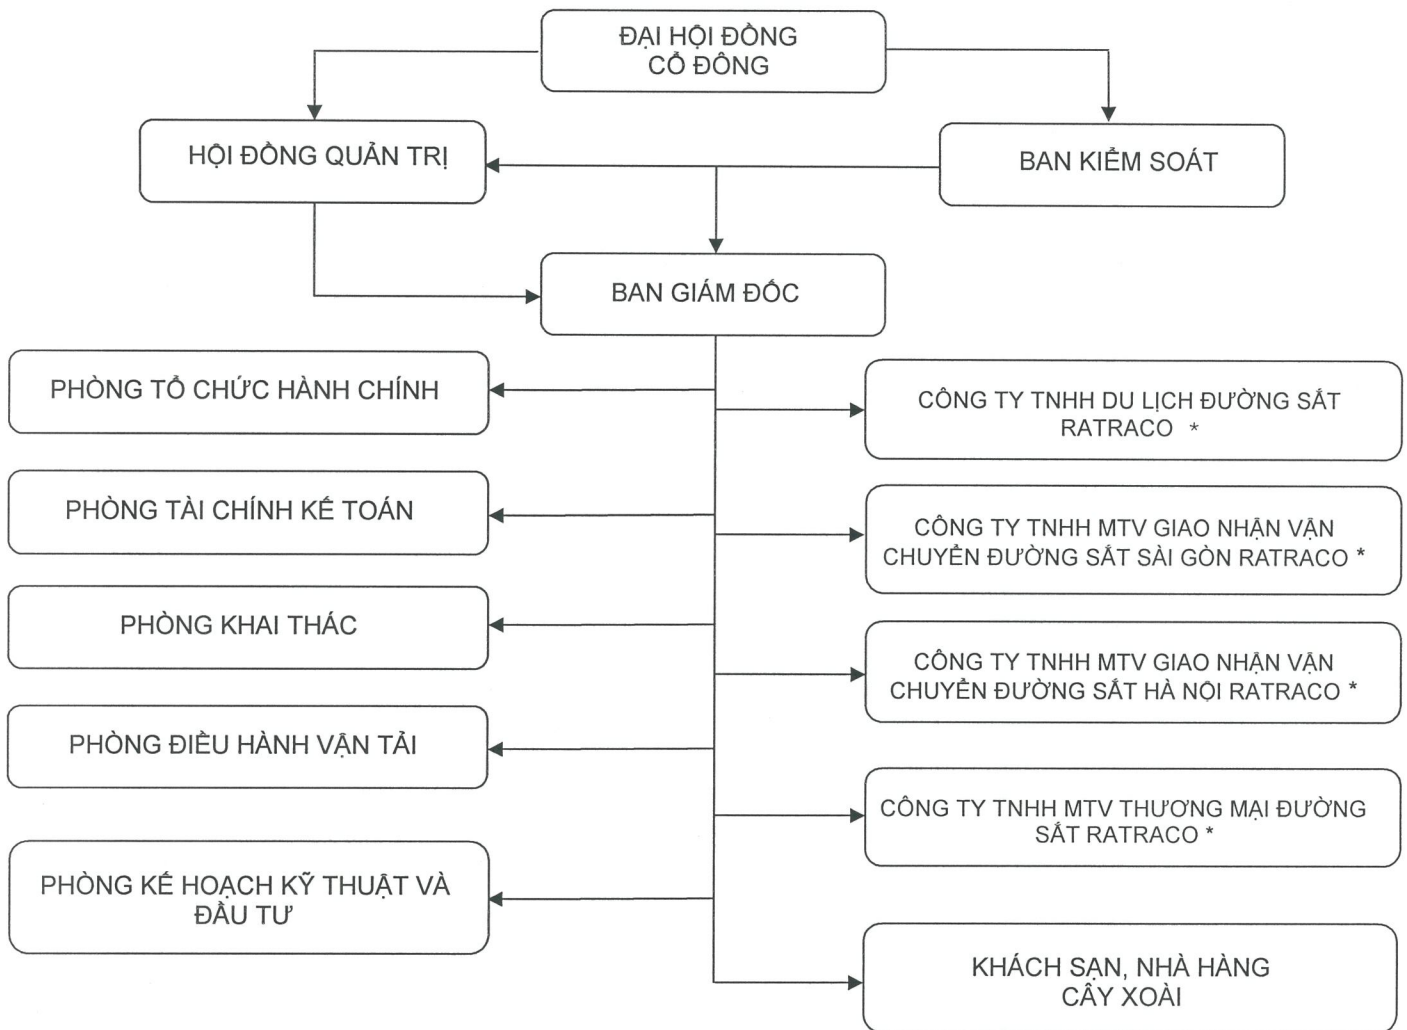 ĐẠI HỘI ĐỒNG
CỔ ĐÔNG
HỘI ĐỒNG QUẢN TRỊ
BAN KIỂM SOÁT
BAN GIÁM ĐỐC
PHÒNG TỔ CHỨC HÀNH CHÍNH
PHÒNG TÀI CHÍNH KẾ TOÁN
PHÒNG KHAI THÁC
PHÒNG ĐIỀU HÀNH VẬN TẢI
PHÒNG KẾ HOẠCH KỸ THUẬT VÀ
ĐẦU TƯ
CÔNG TY TNHH DU LỊCH ĐƯỜNG SẮT
RATRACO *
CÔNG TY TNHH MTV GIAO NHẬN VẬN
CHUYỂN ĐƯỜNG SẮT SÀI GÒN RATRACO *
CÔNG TY TNHH MTV GIAO NHẬN VẬN
CHUYỂN ĐƯỜNG SẮT HÀ NỘI RATRACO *
CÔNG TY TNHH MTV THƯƠNG MẠI ĐƯỜNG
SẮT RATRACO *
KHÁCH SẠN, NHÀ HÀNG
CÂY XOÀI